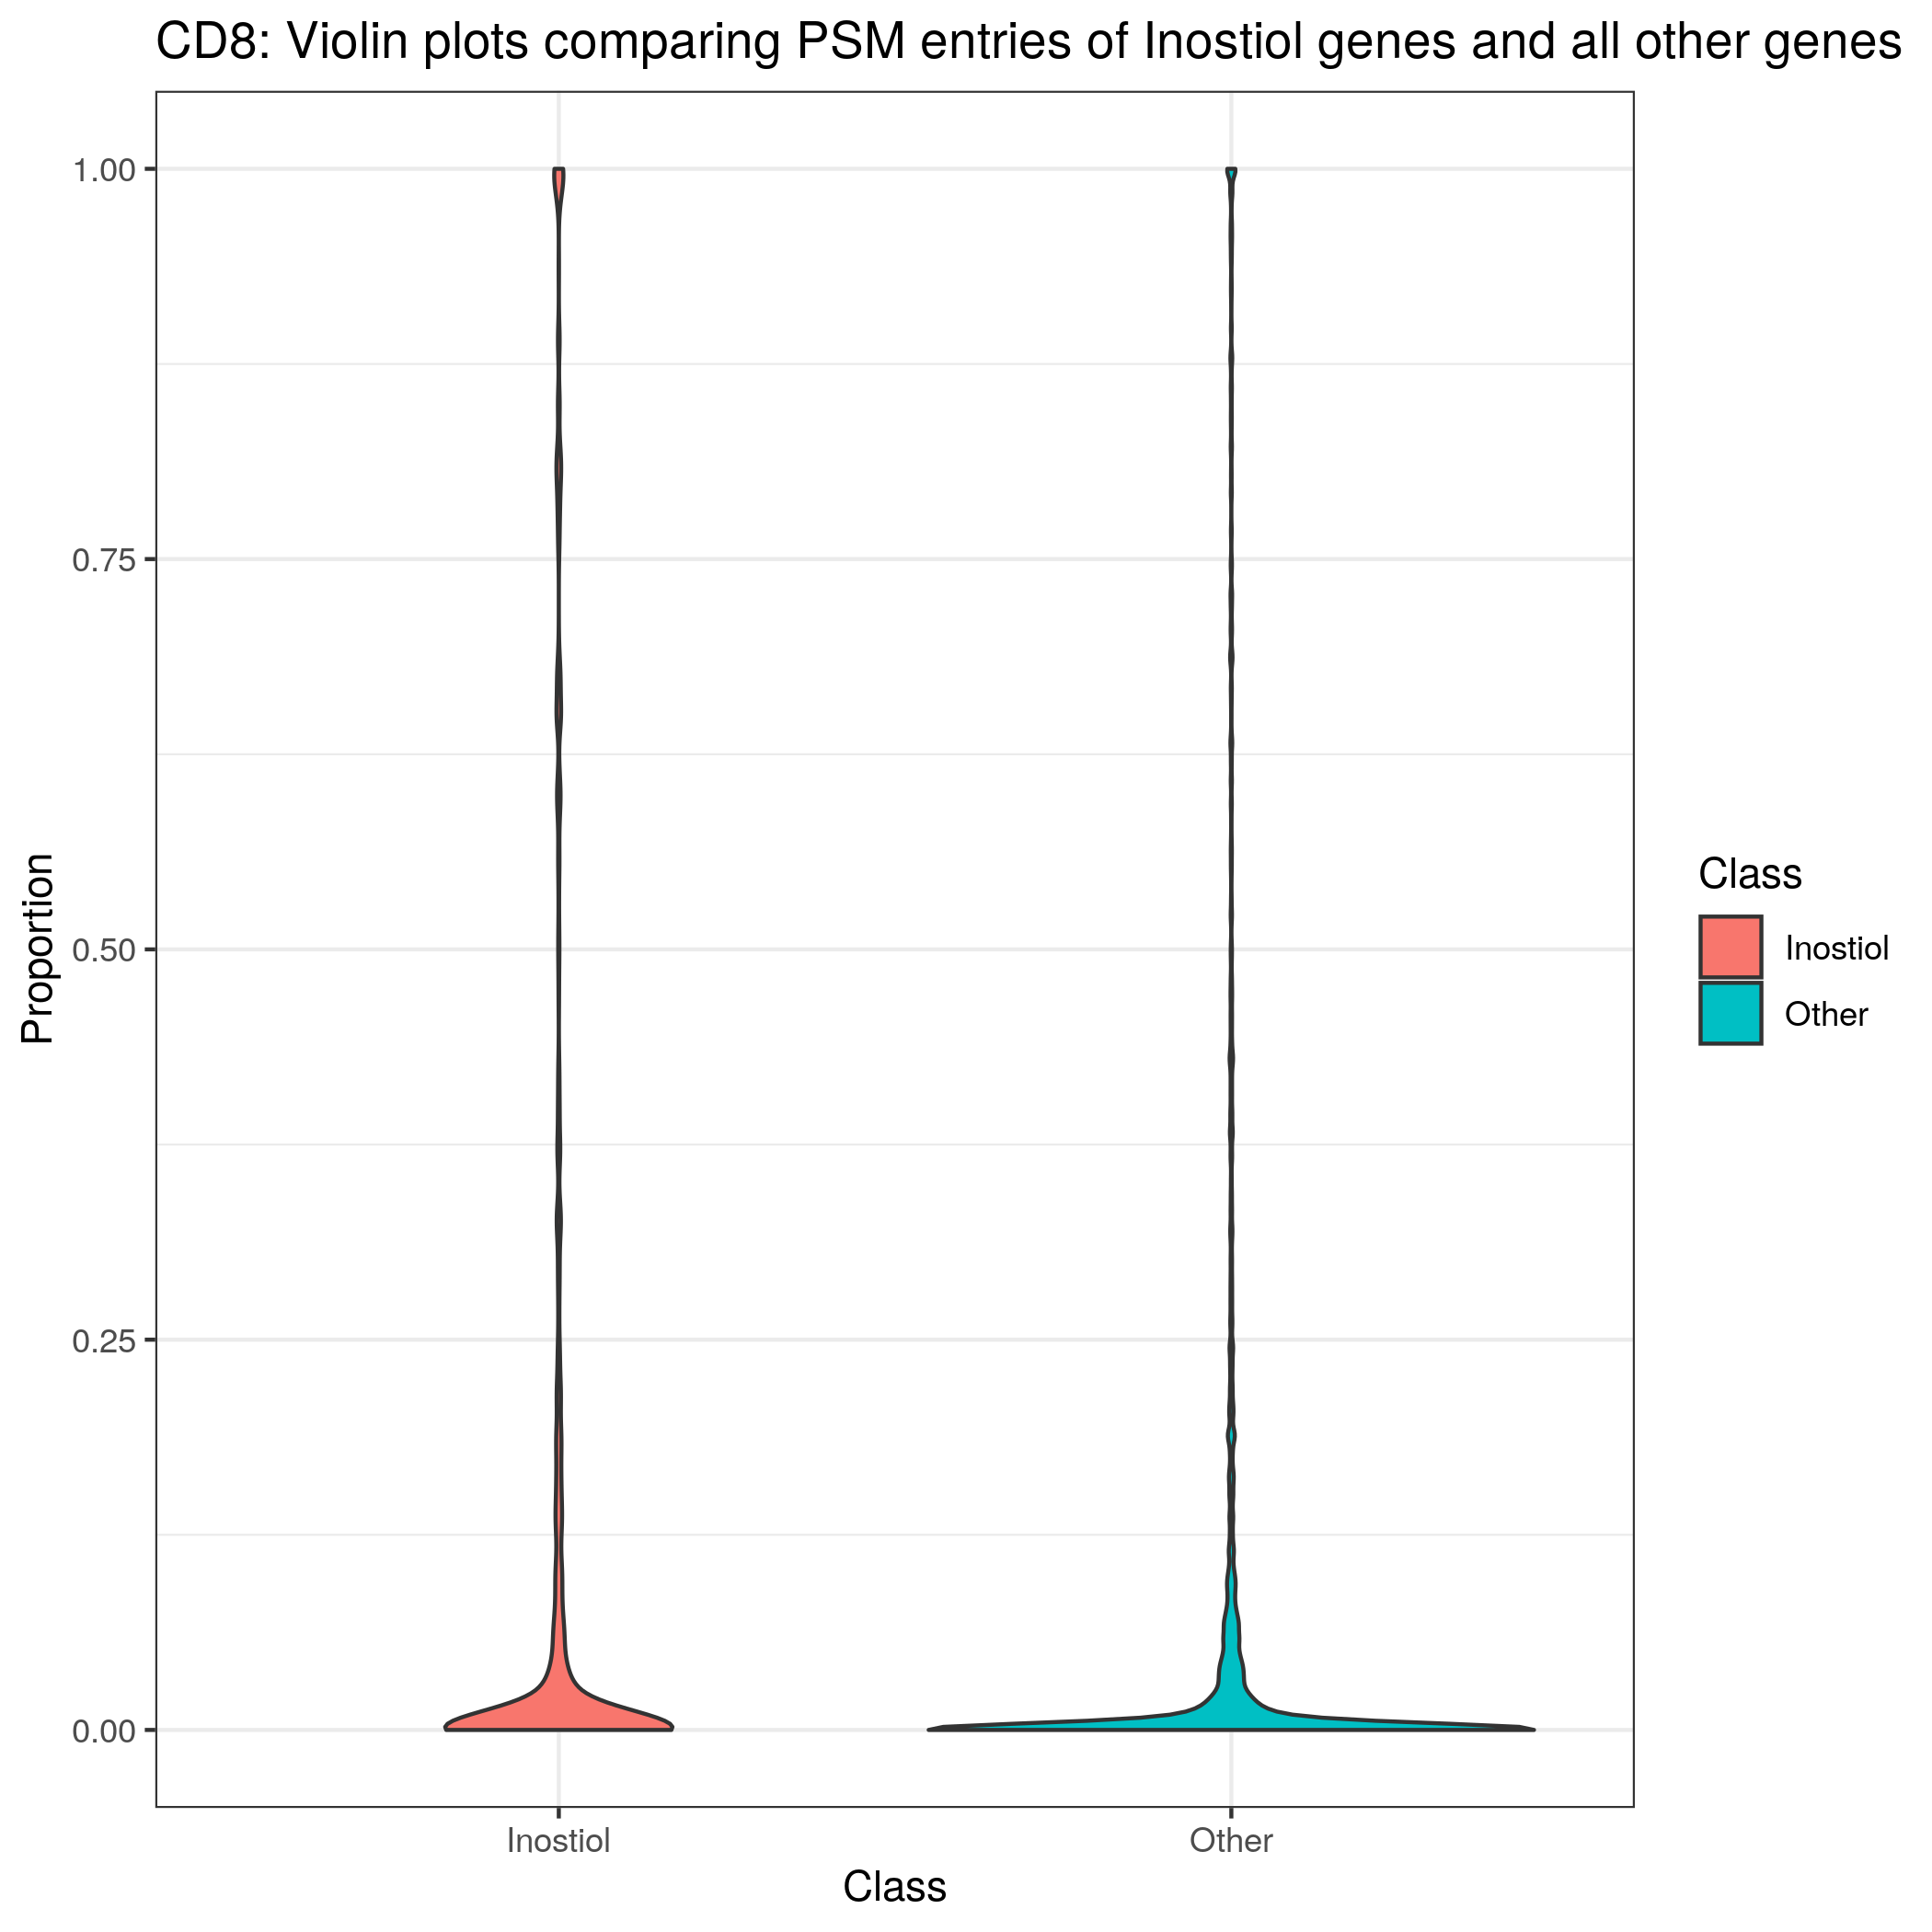 CD8: Violin plots comparing PSM entries of Inostiol genes and all other genes
1.00
0.75
0.50
0.25
0.00
Proportion
Inostiol
Other
Class
Class
Inostiol
Other